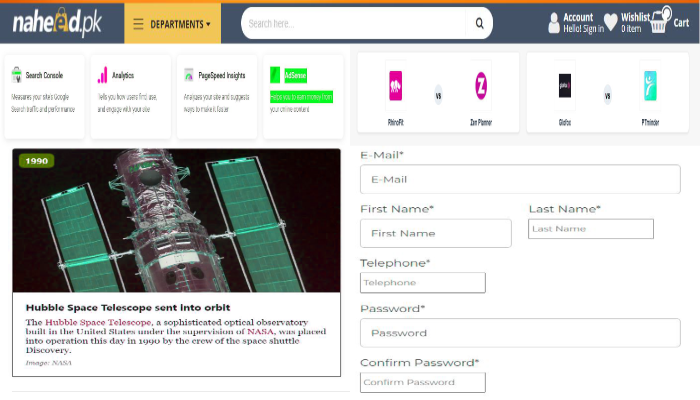 nahead.pk
DEPARTMENTS
Search here...
Account
Hello! Sign in
Wishlist
0 item
0
Cart
Search Console
Measures your site's Google
Search traffic and performance
Analytics
Tells you how users find, use,
and engage with your site
PageSpeed Insights
Analyzes your site and suggests
ways to make it faster
AdSense
Helps you to earn money from
your online content
RhinoFit
VS
Zen Planner
Glofox
VS
PTminder
1990
Hubble Space Telescope sent into orbit
The Hubble Space Telescope, a sophisticated optical observatory
built in the United States under the supervision of NASA, was placed
into operation this day in 1990 by the crew of the space shuttle
Discovery.
Image: NASA
E-Mail*
E-Mail
First Name*
First Name
Last Name*
Last Name
Telephone*
Telephone
Password*
Password
Confirm Password*
Confirm Password